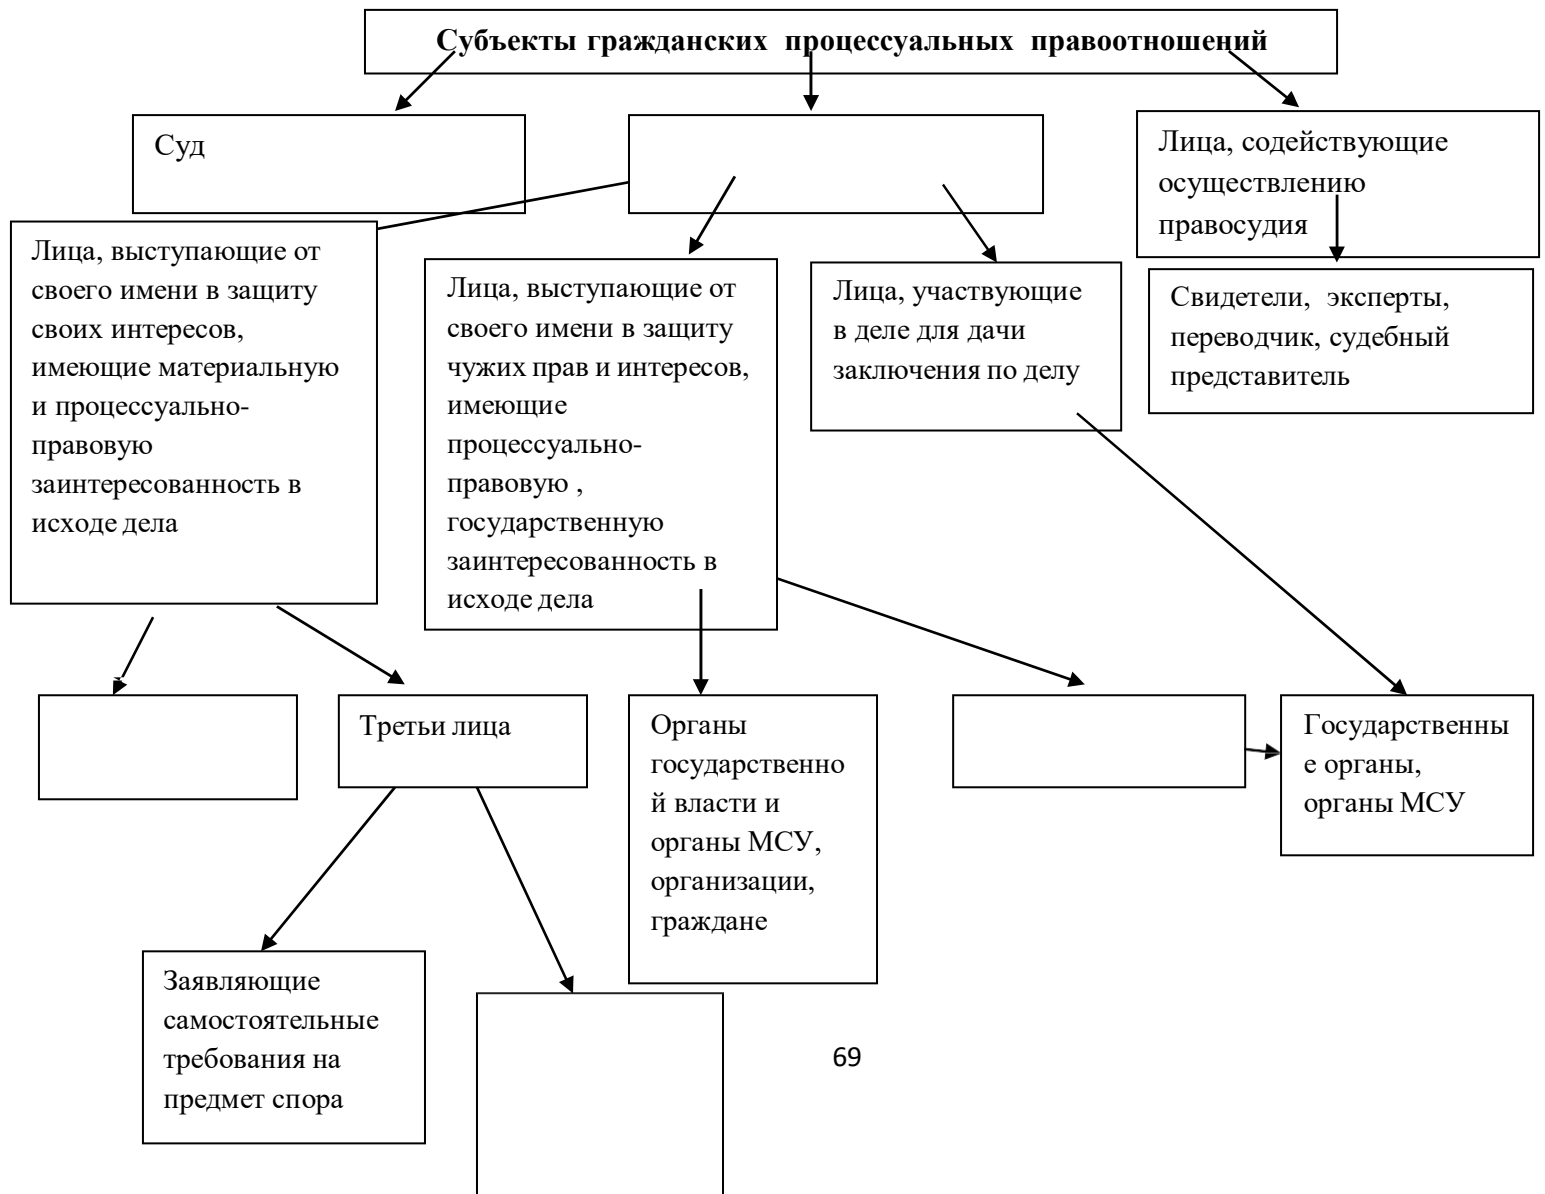 Субъекты гражданских процессуальных правоотношений
Суд
Лица, содействующие
осуществлению
правосудия
Лица, выступающие от
своего имени в защиту
своих интересов,
имеющие материальную
и процессуально-
правовую
заинтересованность в
исходе дела
Лица, выступающие от
своего имени в защиту
чужих прав и интересов,
имеющие
процессуально-
правовую ,
государственную
заинтересованность в
исходе дела
Лица, участвующие
в деле для дачи
заключения по делу
Свидетели, эксперты,
переводчик, судебный
представитель
Третьи лица
Органы
государственно
й власти и
органы МСУ,
организации,
граждане
Государственны
е органы,
органы МСУ
Заявляющие
самостоятельные
требования на
предмет спора
69